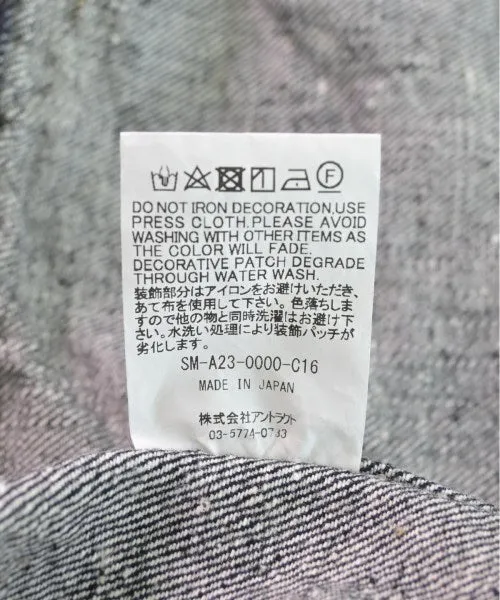 F
DO NOT IRON DECORATION,USE
PRESS CLOTH.PLEASE AVOID
WASHING WITH OTHER ITEMS AS
THE COLOR WILL FADE.
DECORATIVE PATCH DEGRADE
THROUGH WATER WASH.
装飾部分はアイロンをお避けいただき、
あて布を使用して下さい。色落ちしま
すので他の物と同時洗濯はお避け下
さい。水洗い処理により装飾パッチが
劣化します。
SM-A23-0000-C16
MADE IN JAPAN
株式会社アントラクト
03-5774-0733